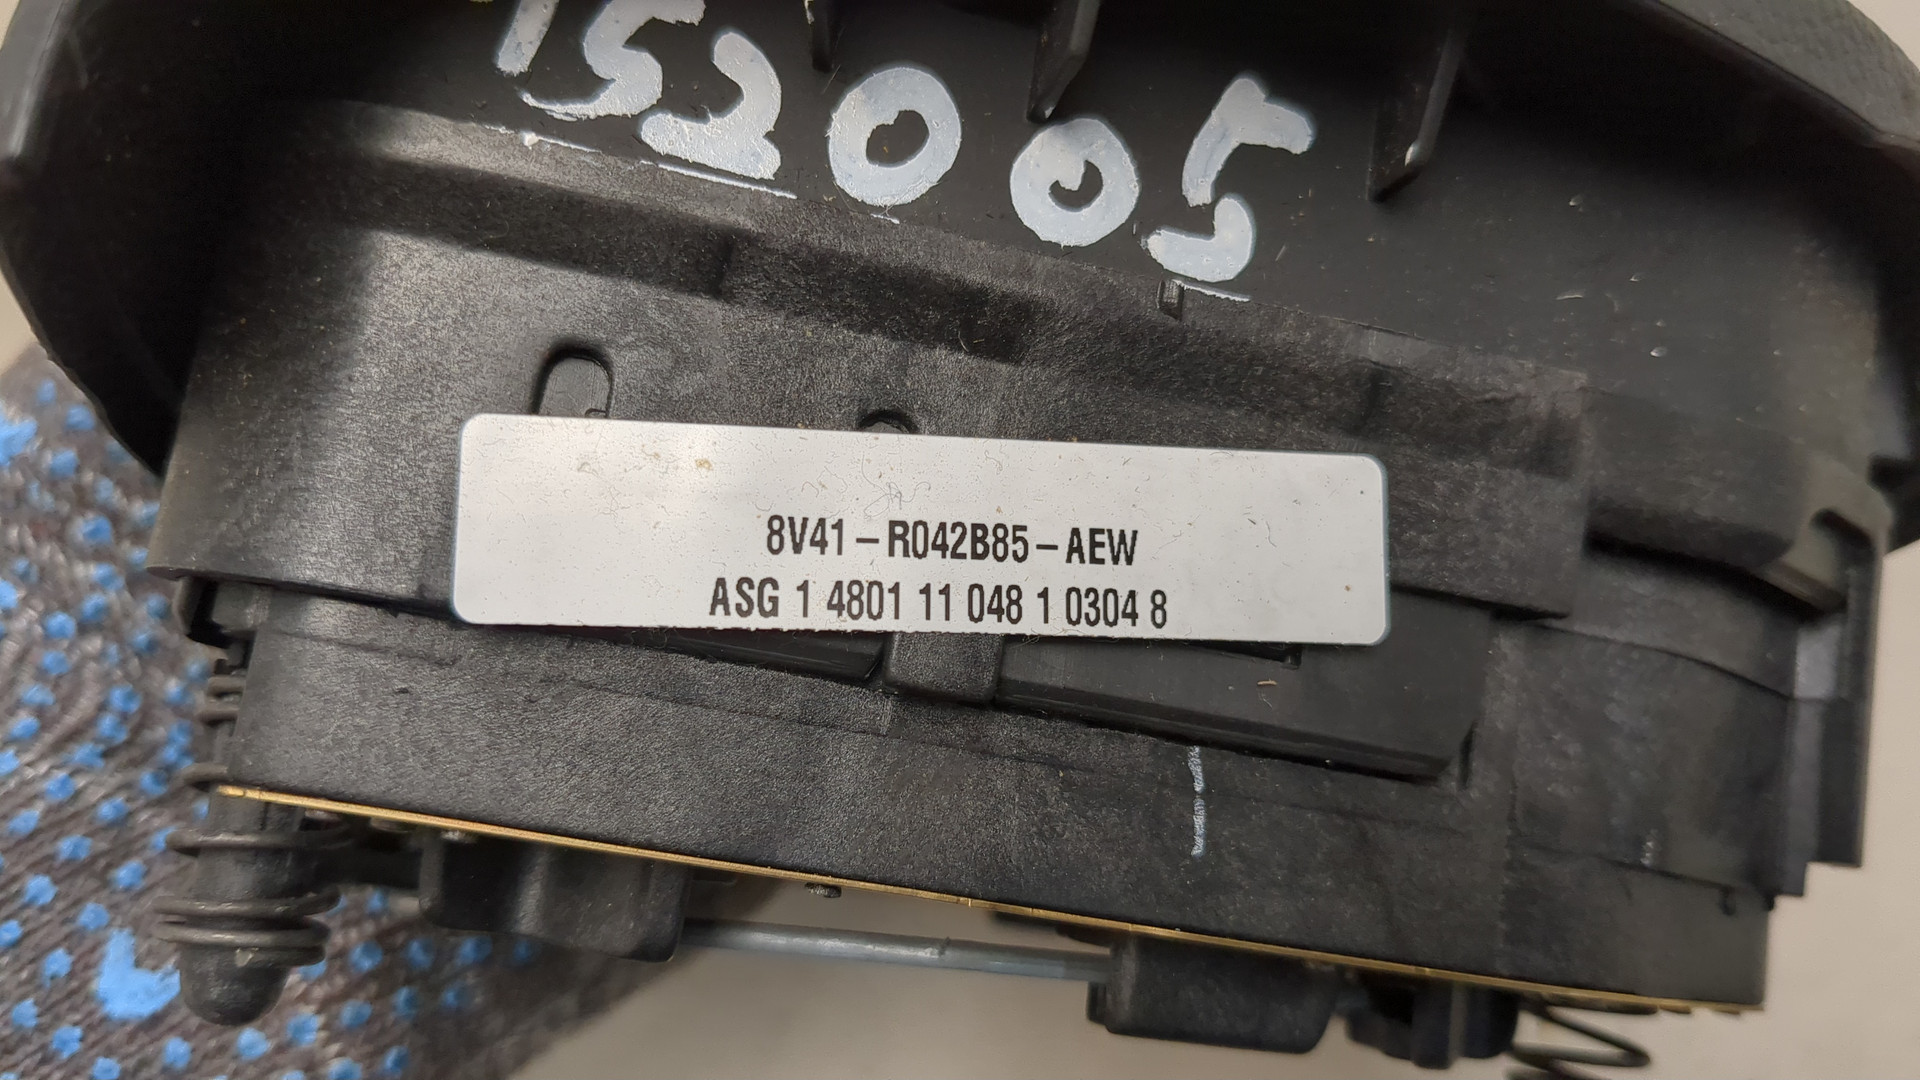 152005
8V41-R042B85-AEW
ASG 1 4801 11 048 1 0304 8